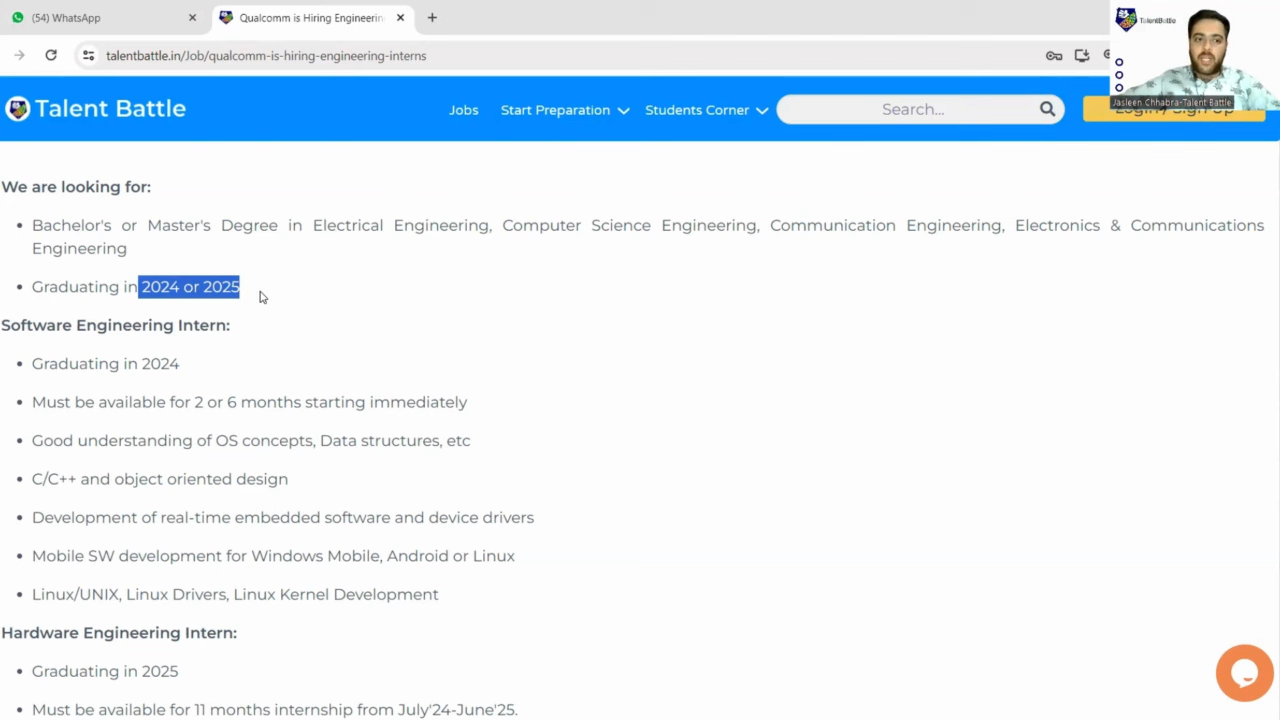 (54) WhatsApp
Qualcomm is Hiring Engineerin
talentbattle.in/Job/qualcomm-is-hiring-engineering-interns
TalentBattle
Jasleen Chhabra-Talent Battle
Talent Battle
Jobs
Start Preparation
Students Corner
Search...
Login / Sign Up
We are looking for:
• Bachelor's or Master's Degree in Electrical Engineering, Computer Science Engineering, Communication Engineering, Electronics & Communications
Engineering
• Graduating in 2024 or 2025
Software Engineering Intern:
• Graduating in 2024
• Must be available for 2 or 6 months starting immediately
• Good understanding of OS concepts, Data structures, etc
• C/C++ and object oriented design
• Development of real-time embedded software and device drivers
• Mobile SW development for Windows Mobile, Android or Linux
• Linux/UNIX, Linux Drivers, Linux Kernel Development
Hardware Engineering Intern:
• Graduating in 2025
• Must be available for 11 months internship from July'24-June'25.